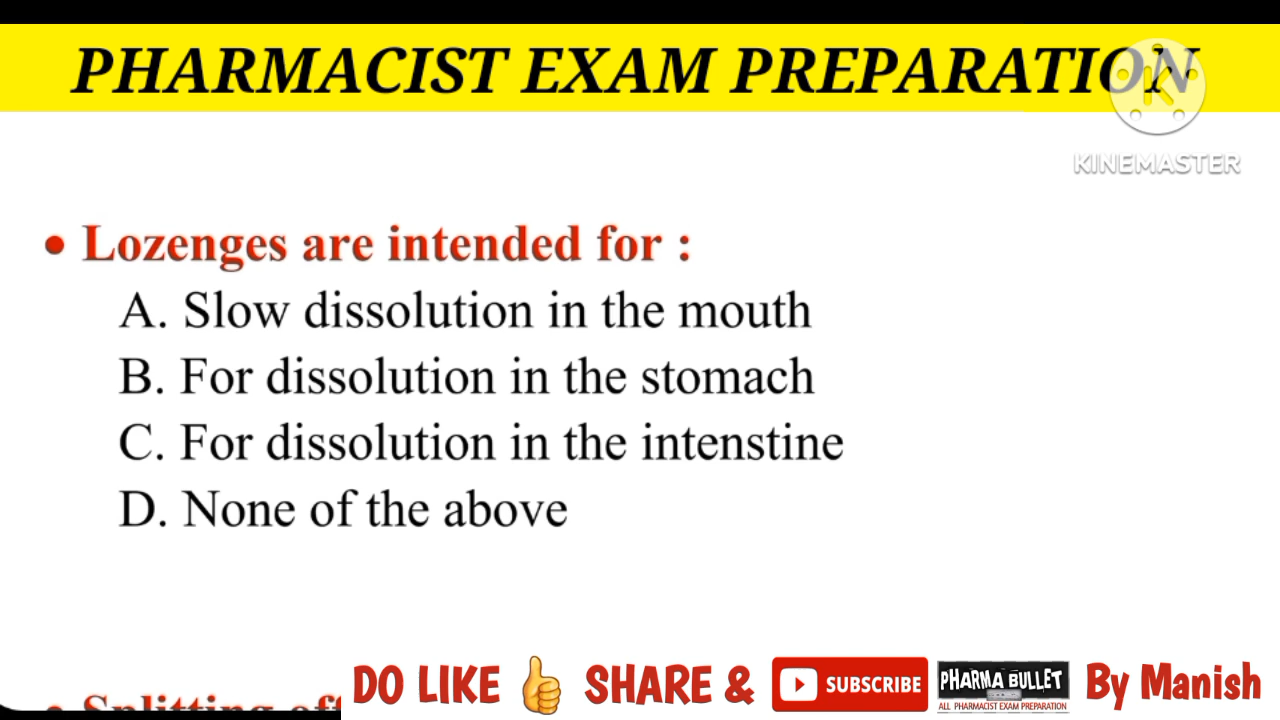 PHARMACIST EXAM PREPARATION
KINEMASTER
• Lozenges are intended for :
A. Slow dissolution in the mouth
B. For dissolution in the stomach
C. For dissolution in the intenstine
D. None of the above
• Splitting off
DO LIKE 👍 SHARE & SUBSCRIBE PHARMA BULLET By Manish
ALL PHARMACIST EXAM PREPARATION